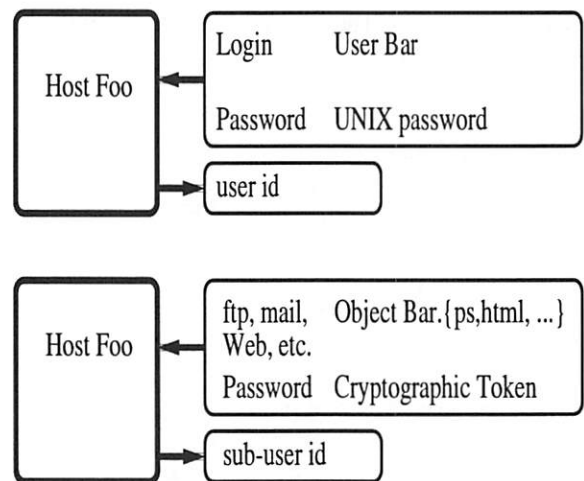 Login User Bar
Host Foo
Password UNIX password
user id
ftp, mail, Object Bar.{ps,html, ...}
Web, etc.
Host Foo
Password Cryptographic Token
sub-user id